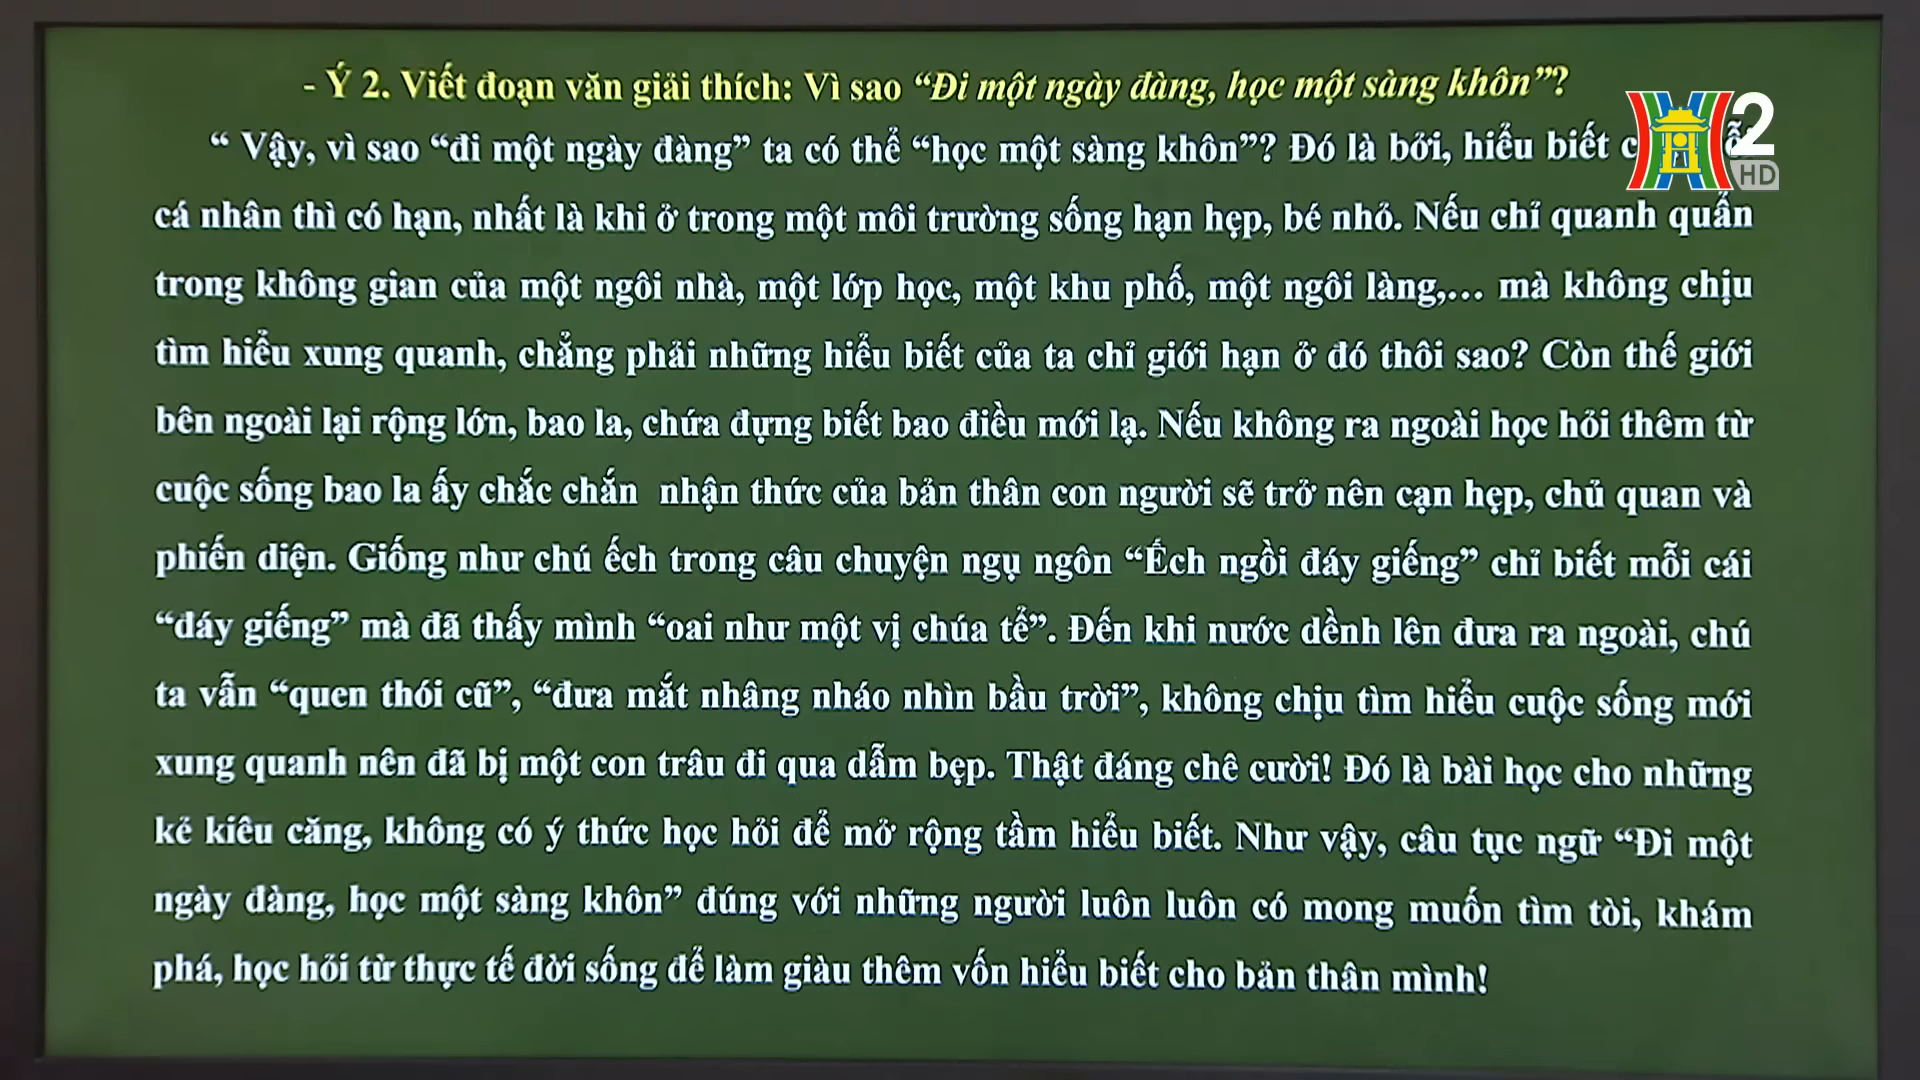 - Ý 2. Viết đoạn văn giải thích: Vì sao “Đi một ngày đàng, học một sàng khôn”?
“ Vậy, vì sao “đi một ngày đàng” ta có thể “học một sàng khôn”? Đó là bởi, hiểu biết
cá nhân thì có hạn, nhất là khi ở trong một môi trường sống hạn hẹp, bé nhỏ. Nếu chỉ quanh quẩn
trong không gian của một ngôi nhà, một lớp học, một khu phố, một ngôi làng,… mà không chịu
tìm hiểu xung quanh, chẳng phải những hiểu biết của ta chỉ giới hạn ở đó thôi sao? Còn thế giới
bên ngoài lại rộng lớn, bao la, chứa đựng biết bao điều mới lạ. Nếu không ra ngoài học hỏi thêm từ
cuộc sống bao la ấy chắc chắn nhận thức của bản thân con người sẽ trở nên cạn hẹp, chủ quan và
phiến diện. Giống như chú ếch trong câu chuyện ngụ ngôn “Ếch ngồi đáy giếng” chỉ biết mỗi cái
“đáy giếng” mà đã thấy mình “oai như một vị chúa tể”. Đến khi nước dềnh lên đưa ra ngoài, chú
ta vẫn “quen thói cũ”, “đưa mắt nhâng nháo nhìn bầu trời”, không chịu tìm hiểu cuộc sống mới
xung quanh nên đã bị một con trâu đi qua dẫm bẹp. Thật đáng chê cười! Đó là bài học cho những
kẻ kiêu căng, không có ý thức học hỏi để mở rộng tầm hiểu biết. Như vậy, câu tục ngữ “Đi một
ngày đàng, học một sàng khôn” đúng với những người luôn luôn có mong muốn tìm tòi, khám
phá, học hỏi từ thực tế đời sống để làm giàu thêm vốn hiểu biết cho bản thân mình!
2
HD